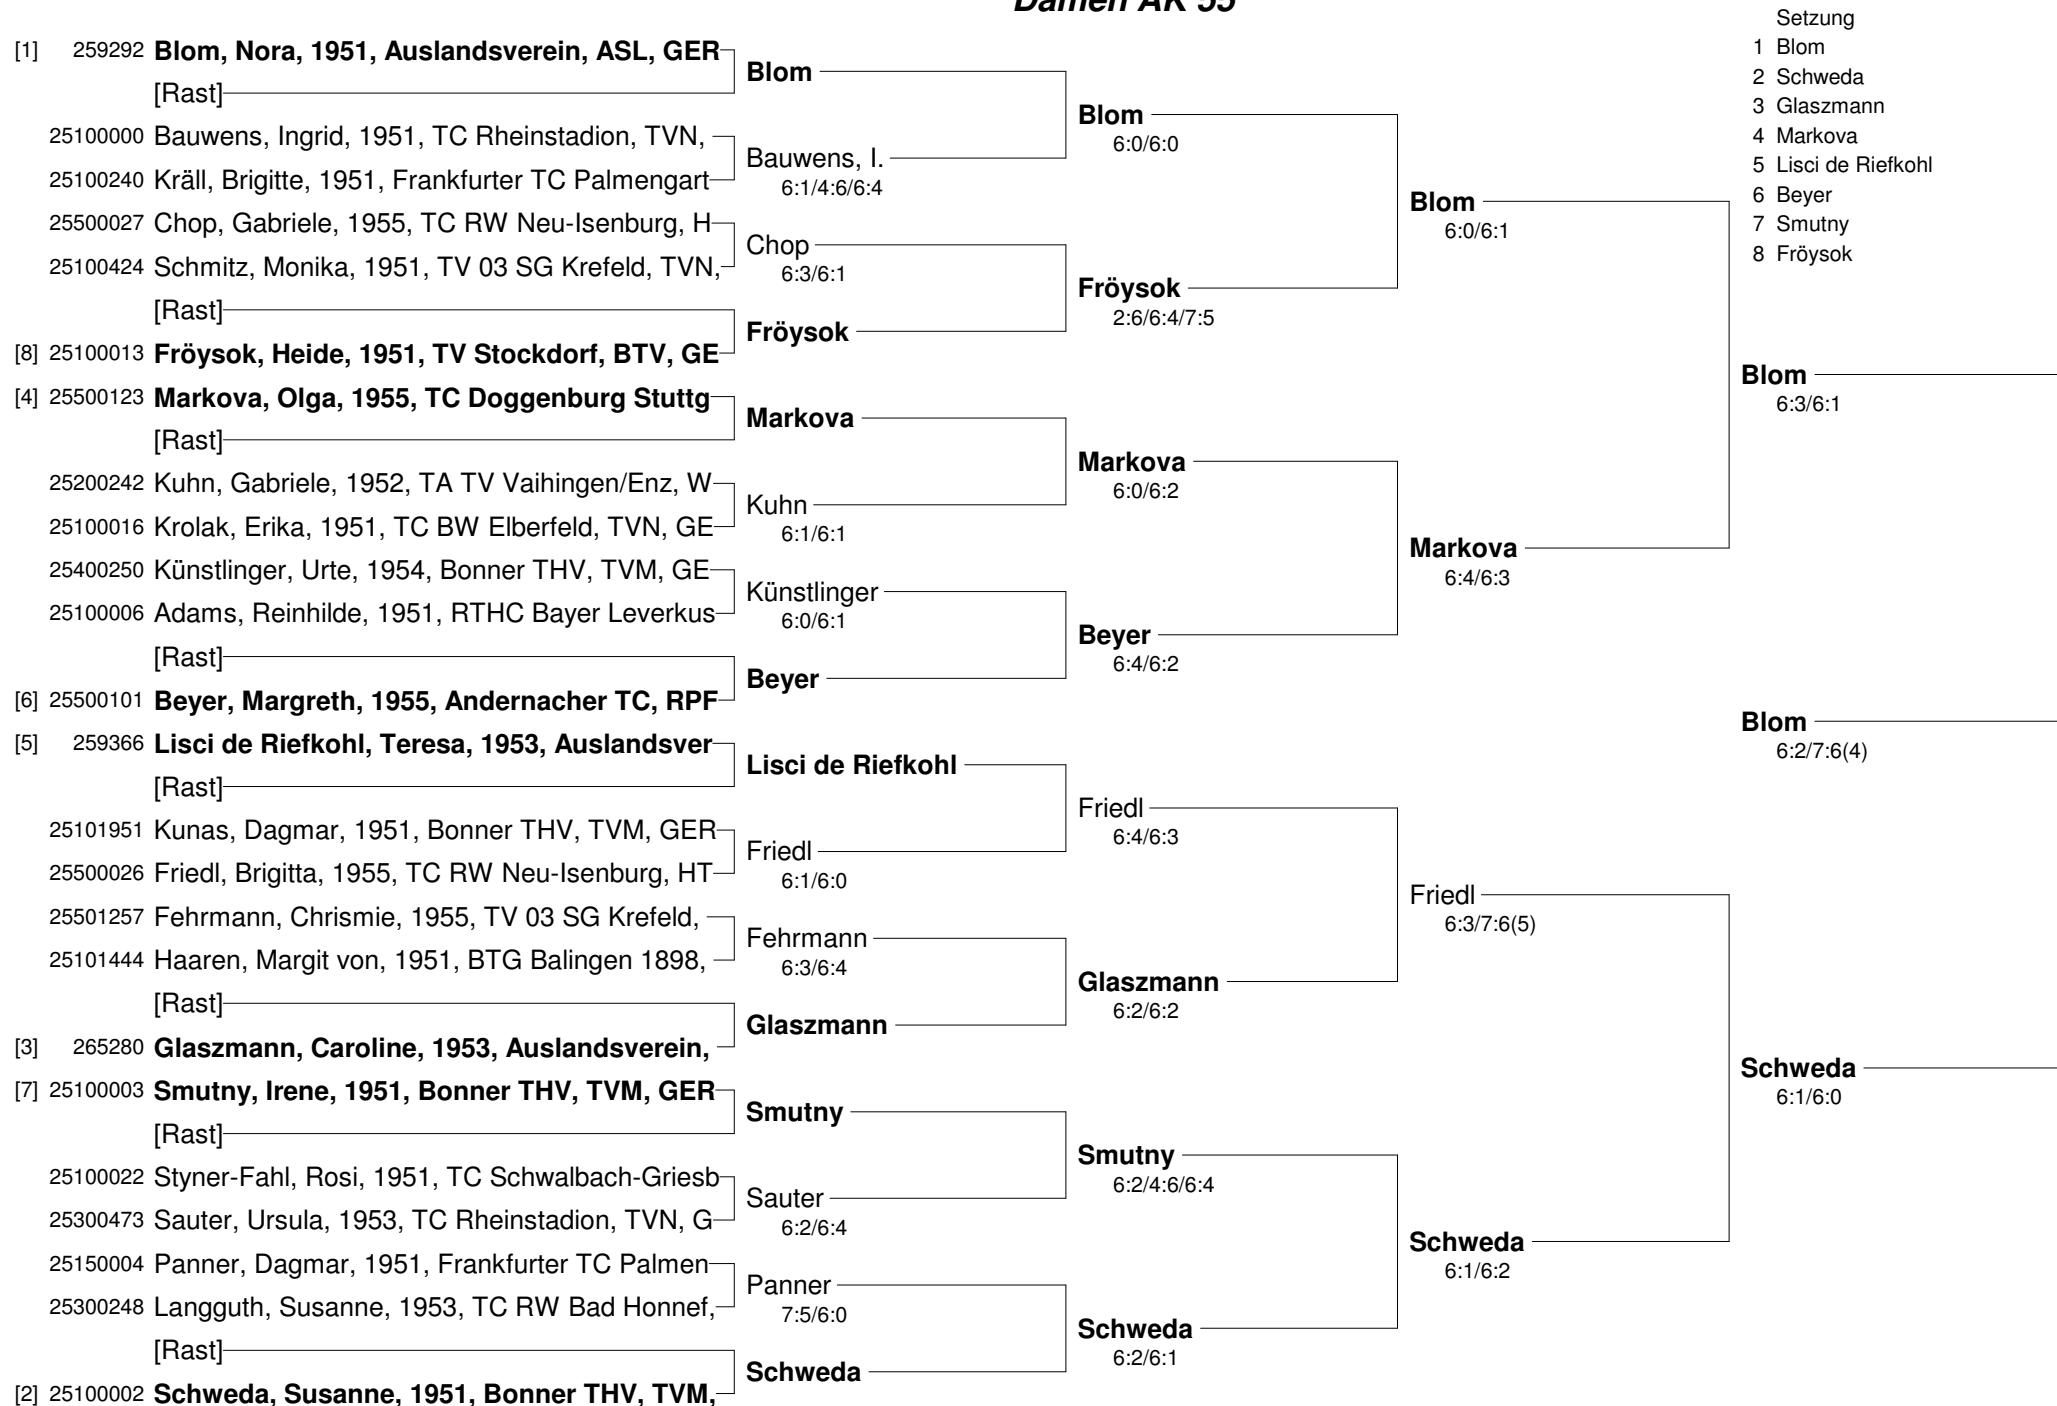 Damen AK 55
Setzung
1 Blom
2 Schweda
3 Glaszmann
4 Markova
5 Lisci de Riefkohl
6 Beyer
7 Smutny
8 Fröysok
[1] 259292 Blom, Nora, 1951, Auslandsverein, ASL, GER
[Rast]
25100000 Bauwens, Ingrid, 1951, TC Rheinstadion, TVN,
25100240 Kräll, Brigitte, 1951, Frankfurter TC Palmengart
25500027 Chop, Gabriele, 1955, TC RW Neu-Isenburg, H
25100424 Schmitz, Monika, 1951, TV 03 SG Krefeld, TVN,
[Rast]
[8] 25100013 Fröysok, Heide, 1951, TV Stockdorf, BTV, GE
[4] 25500123 Markova, Olga, 1955, TC Doggenburg Stuttg
[Rast]
25200242 Kuhn, Gabriele, 1952, TA TV Vaihingen/Enz, W
25100016 Krolak, Erika, 1951, TC BW Elberfeld, TVN, GE
25400250 Künstlinger, Urte, 1954, Bonner THV, TVM, GE
25100006 Adams, Reinhilde, 1951, RTHC Bayer Leverkus
[Rast]
[6] 25500101 Beyer, Margreth, 1955, Andernacher TC, RPF
[5] 259366 Lisci de Riefkohl, Teresa, 1953, Auslandsver
[Rast]
25101951 Kunas, Dagmar, 1951, Bonner THV, TVM, GER
25500026 Friedl, Brigitta, 1955, TC RW Neu-Isenburg, HT
25501257 Fehrmann, Chrismie, 1955, TV 03 SG Krefeld,
25101444 Haaren, Margit von, 1951, BTG Balingen 1898,
[Rast]
[3] 265280 Glaszmann, Caroline, 1953, Auslandsverein,
[7] 25100003 Smutny, Irene, 1951, Bonner THV, TVM, GER
[Rast]
25100022 Styner-Fahl, Rosi, 1951, TC Schwalbach-Griesb
25300473 Sauter, Ursula, 1953, TC Rheinstadion, TVN, G
25150004 Panner, Dagmar, 1951, Frankfurter TC Palmen
25300248 Langguth, Susanne, 1953, TC RW Bad Honnef,
[Rast]
[2] 25100002 Schweda, Susanne, 1951, Bonner THV, TVM,
Blom
Bauwens, I.
6:1/4:6/6:4
Chop
6:3/6:1
Fröysok
Markova
Kuhn
6:1/6:1
Künstlinger
6:0/6:1
Beyer
Lisci de Riefkohl
Friedl
6:1/6:0
Fehrmann
6:3/6:4
Glaszmann
Smutny
Sauter
6:2/6:4
Panner
7:5/6:0
Schweda
Blom
6:0/6:0
Fröysok
2:6/6:4/7:5
Markova
6:0/6:2
Beyer
6:4/6:2
Friedl
6:4/6:3
Glaszmann
6:2/6:2
Smutny
6:2/4:6/6:4
Schweda
6:2/6:1
Blom
6:0/6:1
Markova
6:4/6:3
Friedl
6:3/7:6(5)
Schweda
6:1/6:2
Blom
6:3/6:1
Blom
6:2/7:6(4)
Schweda
6:1/6:0